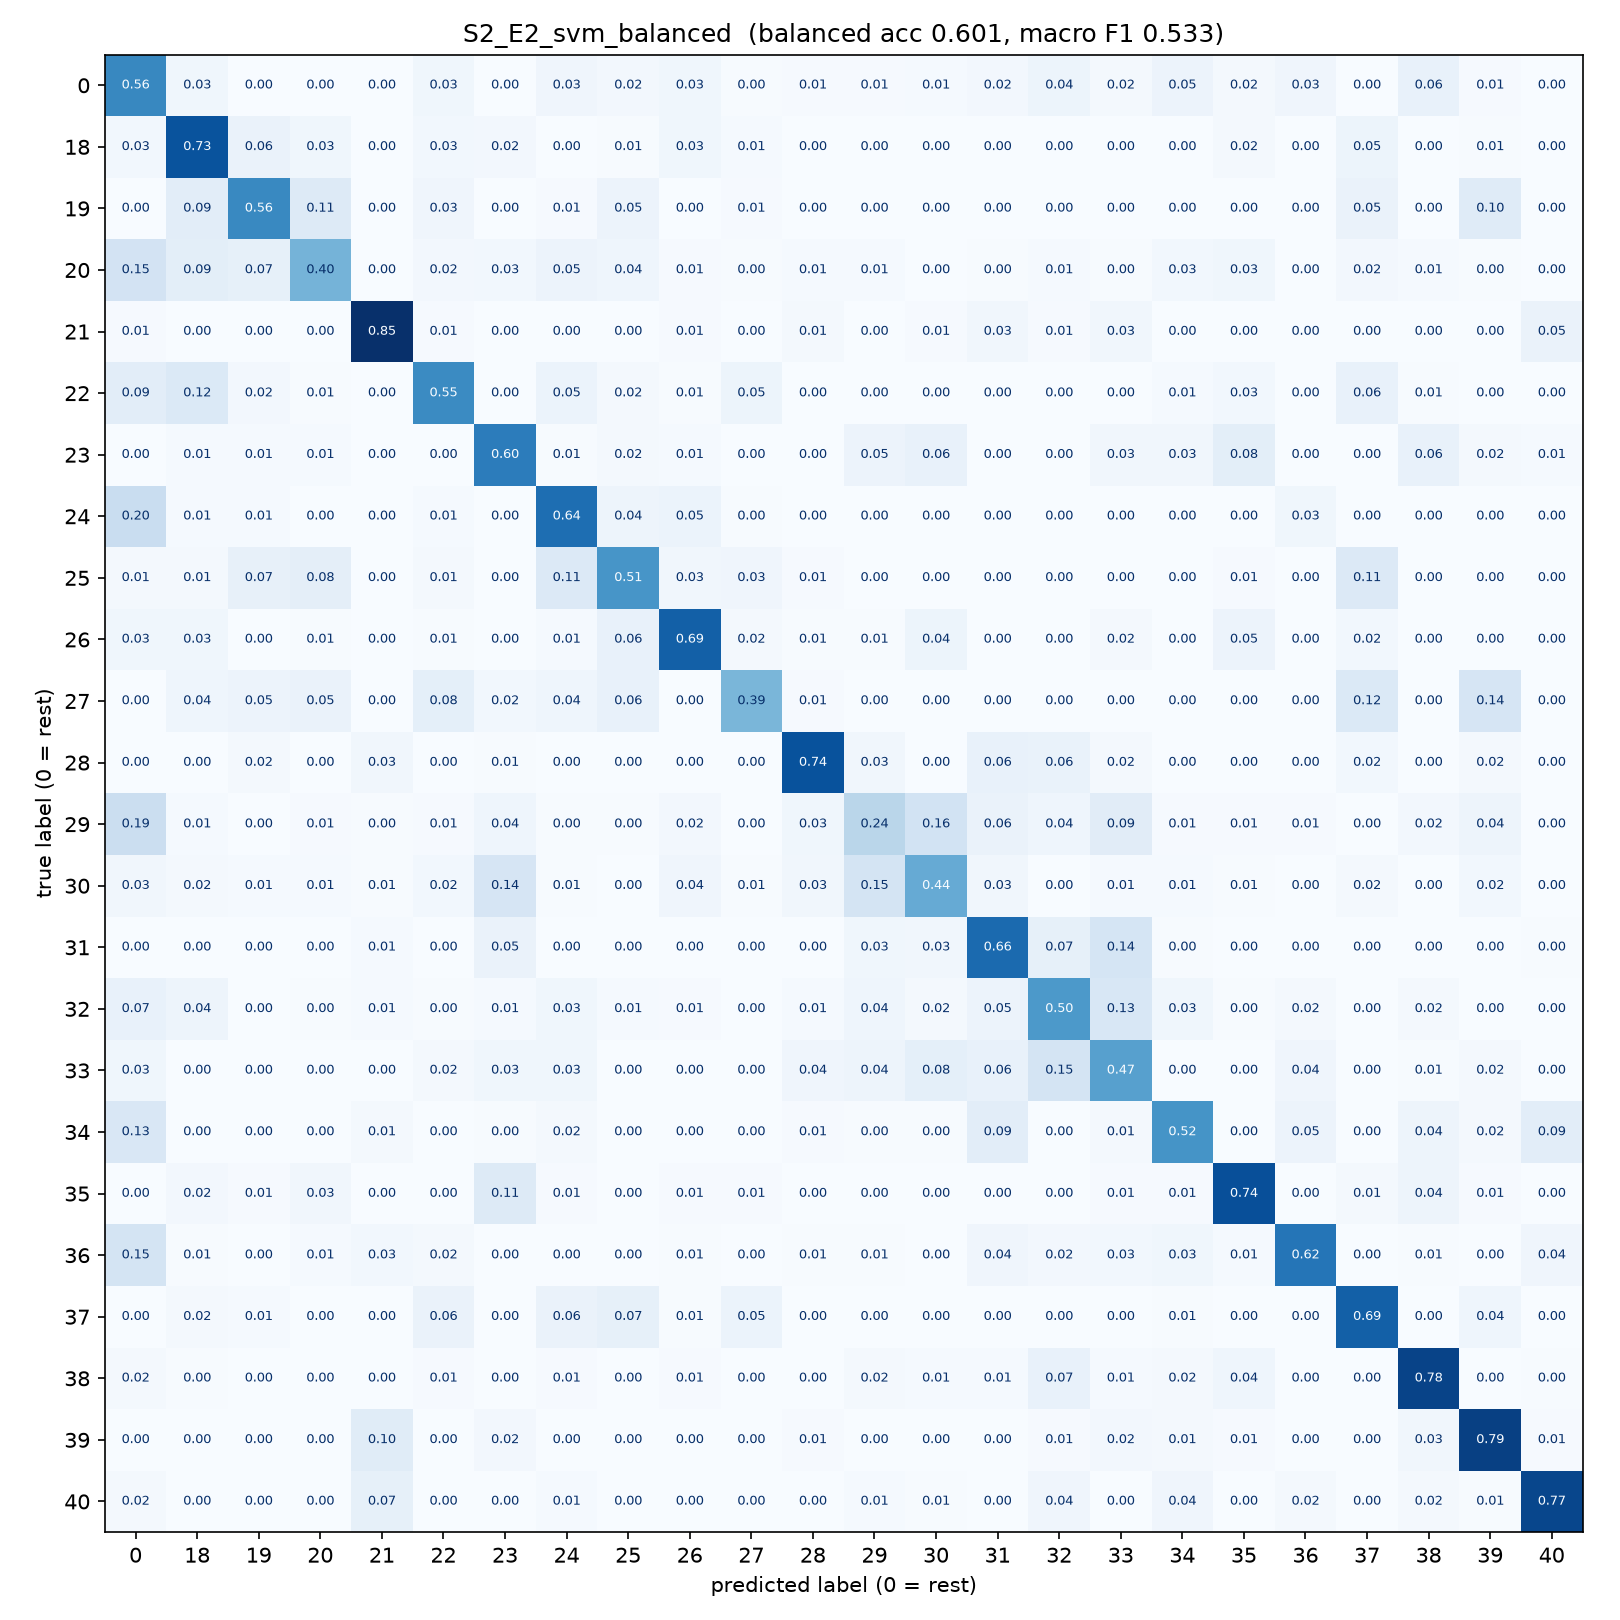 S2_E2_svm_balanced  (balanced acc 0.601, macro F1 0.533)
0 0.56 0.03 0.00 0.00 0.00 0.03 0.00 0.03 0.02 0.03 0.00 0.01 0.01 0.01 0.02 0.04 0.02 0.05 0.02 0.03 0.00 0.06 0.01 0.00
18 0.03 0.73 0.06 0.03 0.00 0.03 0.02 0.00 0.01 0.03 0.01 0.00 0.00 0.00 0.00 0.00 0.00 0.00 0.02 0.00 0.05 0.00 0.01 0.00
19 0.00 0.09 0.56 0.11 0.00 0.03 0.00 0.01 0.05 0.00 0.01 0.00 0.00 0.00 0.00 0.00 0.00 0.00 0.00 0.00 0.05 0.00 0.10 0.00
20 0.15 0.09 0.07 0.40 0.00 0.02 0.03 0.05 0.04 0.01 0.00 0.01 0.01 0.00 0.00 0.01 0.00 0.03 0.03 0.00 0.02 0.01 0.00 0.00
21 0.01 0.00 0.00 0.00 0.85 0.01 0.00 0.00 0.00 0.01 0.00 0.01 0.00 0.01 0.03 0.01 0.03 0.00 0.00 0.00 0.00 0.00 0.00 0.05
22 0.09 0.12 0.02 0.01 0.00 0.55 0.00 0.05 0.02 0.01 0.05 0.00 0.00 0.00 0.00 0.00 0.00 0.01 0.03 0.00 0.06 0.01 0.00 0.00
23 0.00 0.01 0.01 0.01 0.00 0.00 0.60 0.01 0.02 0.01 0.00 0.00 0.05 0.06 0.00 0.00 0.03 0.03 0.08 0.00 0.00 0.06 0.02 0.01
24 0.20 0.01 0.01 0.00 0.00 0.01 0.00 0.64 0.04 0.05 0.00 0.00 0.00 0.00 0.00 0.00 0.00 0.00 0.00 0.03 0.00 0.00 0.00 0.00
25 0.01 0.01 0.07 0.08 0.00 0.01 0.00 0.11 0.51 0.03 0.03 0.01 0.00 0.00 0.00 0.00 0.00 0.00 0.01 0.00 0.11 0.00 0.00 0.00
26 0.03 0.03 0.00 0.01 0.00 0.01 0.00 0.01 0.06 0.69 0.02 0.01 0.01 0.04 0.00 0.00 0.02 0.00 0.05 0.00 0.02 0.00 0.00 0.00
27 0.00 0.04 0.05 0.05 0.00 0.08 0.02 0.04 0.06 0.00 0.39 0.01 0.00 0.00 0.00 0.00 0.00 0.00 0.00 0.00 0.12 0.00 0.14 0.00
28 0.00 0.00 0.02 0.00 0.03 0.00 0.01 0.00 0.00 0.00 0.00 0.74 0.03 0.00 0.06 0.06 0.02 0.00 0.00 0.00 0.02 0.00 0.02 0.00
29 0.19 0.01 0.00 0.01 0.00 0.01 0.04 0.00 0.00 0.02 0.00 0.03 0.24 0.16 0.06 0.04 0.09 0.01 0.01 0.01 0.00 0.02 0.04 0.00
30 0.03 0.02 0.01 0.01 0.01 0.02 0.14 0.01 0.00 0.04 0.01 0.03 0.15 0.44 0.03 0.00 0.01 0.01 0.01 0.00 0.02 0.00 0.02 0.00
31 0.00 0.00 0.00 0.00 0.01 0.00 0.05 0.00 0.00 0.00 0.00 0.00 0.03 0.03 0.66 0.07 0.14 0.00 0.00 0.00 0.00 0.00 0.00 0.00
32 0.07 0.04 0.00 0.00 0.01 0.00 0.01 0.03 0.01 0.01 0.00 0.01 0.04 0.02 0.05 0.50 0.13 0.03 0.00 0.02 0.00 0.02 0.00 0.00
33 0.03 0.00 0.00 0.00 0.00 0.02 0.03 0.03 0.00 0.00 0.00 0.04 0.04 0.08 0.06 0.15 0.47 0.00 0.00 0.04 0.00 0.01 0.02 0.00
34 0.13 0.00 0.00 0.00 0.01 0.00 0.00 0.02 0.00 0.00 0.00 0.01 0.00 0.00 0.09 0.00 0.01 0.52 0.00 0.05 0.00 0.04 0.02 0.09
35 0.00 0.02 0.01 0.03 0.00 0.00 0.11 0.01 0.00 0.01 0.01 0.00 0.00 0.00 0.00 0.00 0.01 0.01 0.74 0.00 0.01 0.04 0.01 0.00
36 0.15 0.01 0.00 0.01 0.03 0.02 0.00 0.00 0.00 0.01 0.00 0.01 0.01 0.00 0.04 0.02 0.03 0.03 0.01 0.62 0.00 0.01 0.00 0.04
37 0.00 0.02 0.01 0.00 0.00 0.06 0.00 0.06 0.07 0.01 0.05 0.00 0.00 0.00 0.00 0.00 0.00 0.01 0.00 0.00 0.69 0.00 0.04 0.00
38 0.02 0.00 0.00 0.00 0.00 0.01 0.00 0.01 0.00 0.01 0.00 0.00 0.02 0.01 0.01 0.07 0.01 0.02 0.04 0.00 0.00 0.78 0.00 0.00
39 0.00 0.00 0.00 0.00 0.10 0.00 0.02 0.00 0.00 0.00 0.00 0.01 0.00 0.00 0.00 0.01 0.02 0.01 0.01 0.00 0.00 0.03 0.79 0.01
40 0.02 0.00 0.00 0.00 0.07 0.00 0.00 0.01 0.00 0.00 0.00 0.00 0.01 0.01 0.00 0.04 0.00 0.04 0.00 0.02 0.00 0.02 0.01 0.77
0 18 19 20 21 22 23 24 25 26 27 28 29 30 31 32 33 34 35 36 37 38 39 40
predicted label (0 = rest)
true label (0 = rest)